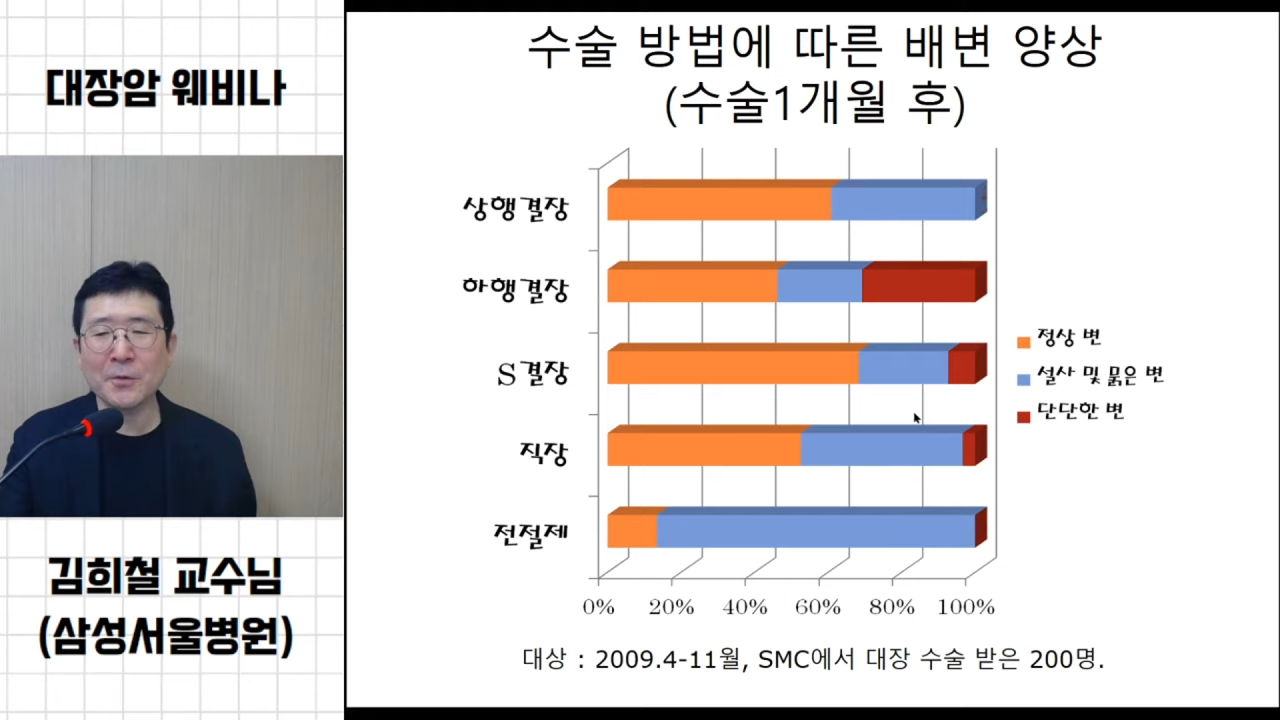 대장암 웨비나
김희철 교수님
(삼성서울병원)
수술 방법에 따른 배변 양상
(수술1개월 후)
상행결장
하행결장
S결장
직장
전절제
0% 20% 40% 60% 80% 100%
정상 변
설사 및 묽은 변
단단한 변
대상 : 2009.4-11월, SMC에서 대장 수술 받은 200명.